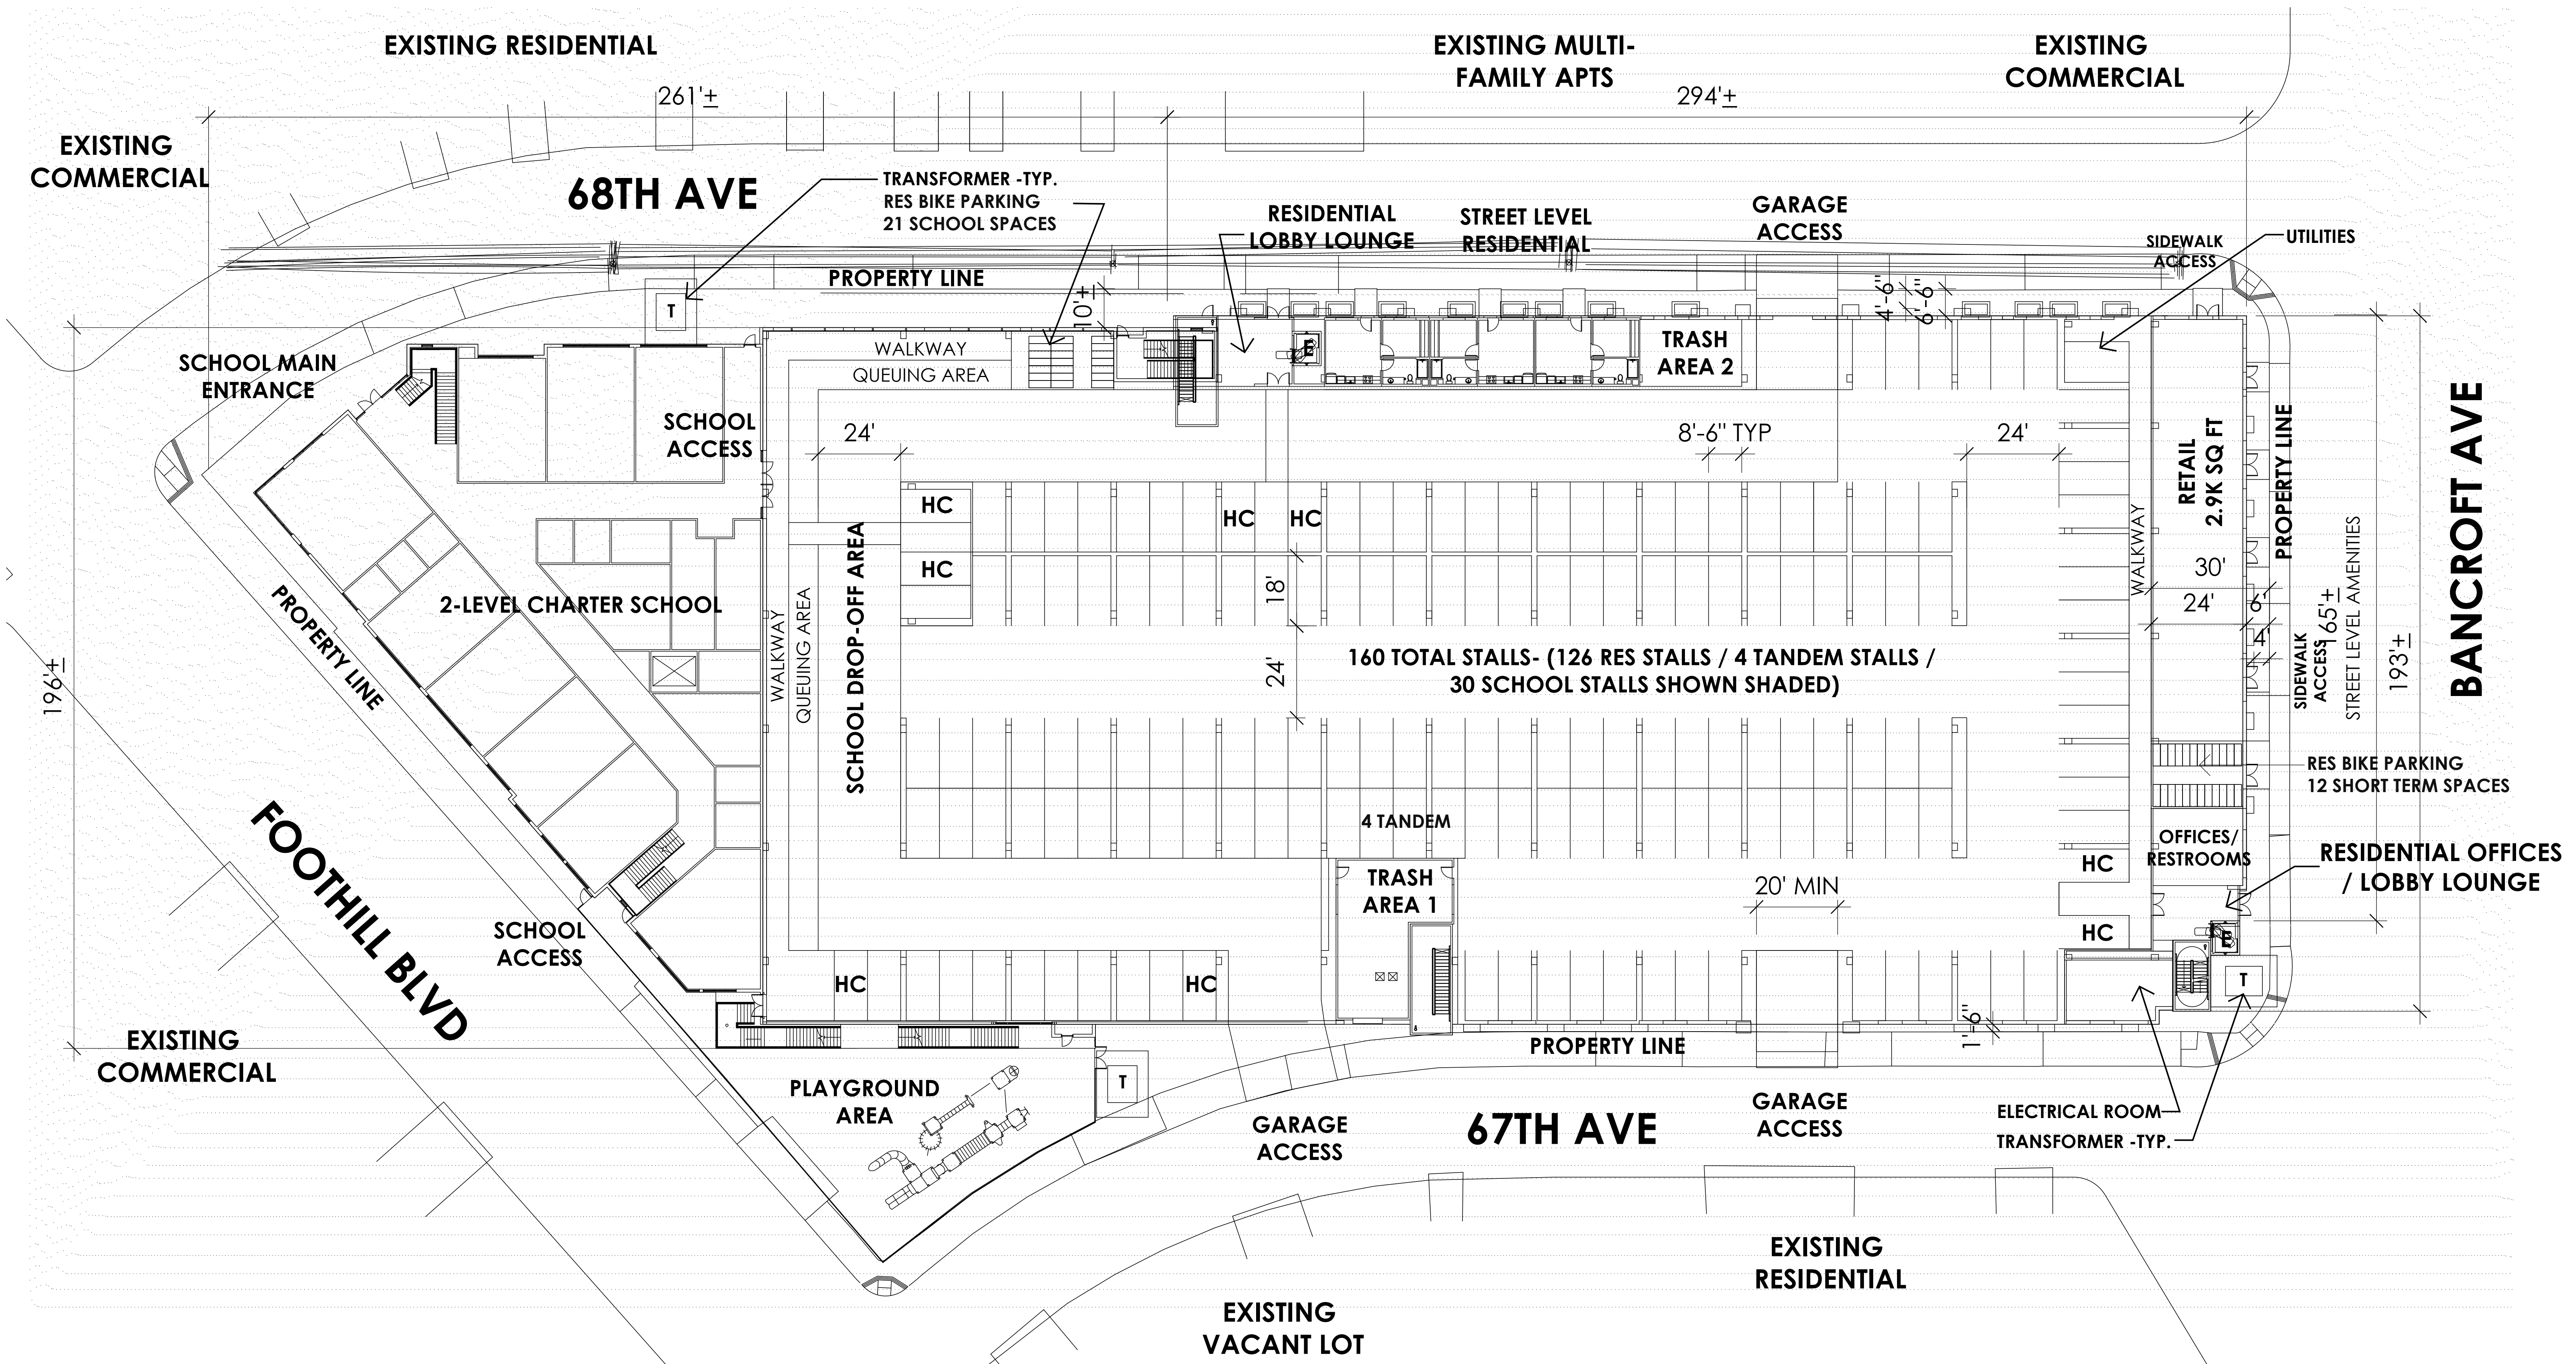 EXISTING RESIDENTIAL
EXISTING MULTI-
FAMILY APTS
EXISTING
COMMERCIAL
261'±
294'±
EXISTING
COMMERCIAL
68TH AVE
TRANSFORMER -TYP.
RES BIKE PARKING
21 SCHOOL SPACES
RESIDENTIAL
LOBBY LOUNGE
STREET LEVEL
RESIDENTIAL
GARAGE
ACCESS
SIDEWALK
ACCESS
UTILITIES
PROPERTY LINE
T
10'±
4'-6"
6'-6"
SCHOOL MAIN
ENTRANCE
WALKWAY
QUEUING AREA
E
TRASH
AREA 2
SCHOOL
ACCESS
24'
8'-6" TYP
24'
RETAIL
2.9K SQ FT
PROPERTY LINE
BANCROFT AVE
HC
HC
HC
HC
WALKWAY
SCHOOL DROP-OFF AREA
18'
30'
24'
6'
4'
2-LEVEL CHARTER SCHOOL
PROPERTY LINE
WALKWAY
QUEUING AREA
196'±
24'
160 TOTAL STALLS- (126 RES STALLS / 4 TANDEM STALLS /
30 SCHOOL STALLS SHOWN SHADED)
SIDEWALK
ACCESS
165'±
STREET LEVEL AMENITIES
193'±
RES BIKE PARKING
12 SHORT TERM SPACES
4 TANDEM
OFFICES/
RESTROOMS
RESIDENTIAL OFFICES
/ LOBBY LOUNGE
FOOTHILL BLVD
TRASH
AREA 1
20' MIN
HC
HC
E
T
SCHOOL
ACCESS
HC
HC
1'-6"
EXISTING
COMMERCIAL
PROPERTY LINE
PLAYGROUND
AREA
T
GARAGE
ACCESS
67TH AVE
GARAGE
ACCESS
ELECTRICAL ROOM
TRANSFORMER -TYP.
EXISTING
RESIDENTIAL
EXISTING
VACANT LOT